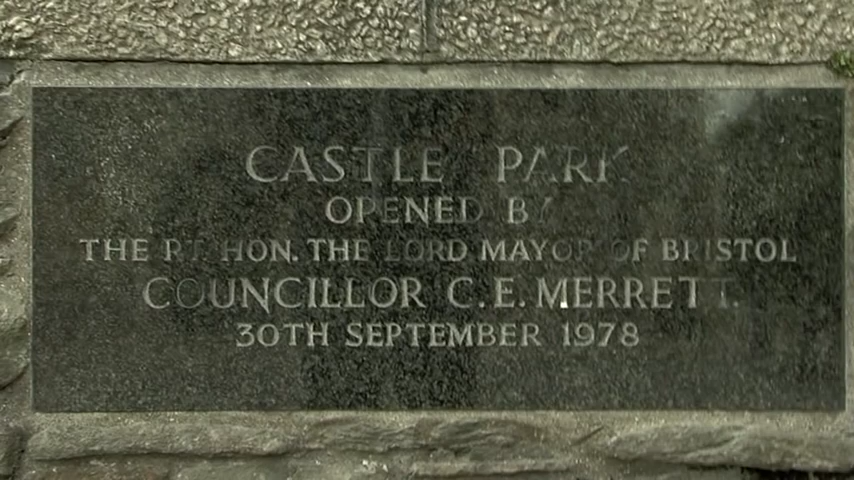 CASTLE PARK
OPENED BY
THE RT. HON. THE LORD MAYOR OF BRISTOL
COUNCILLOR C.E. MERRETT.
30TH SEPTEMBER 1978